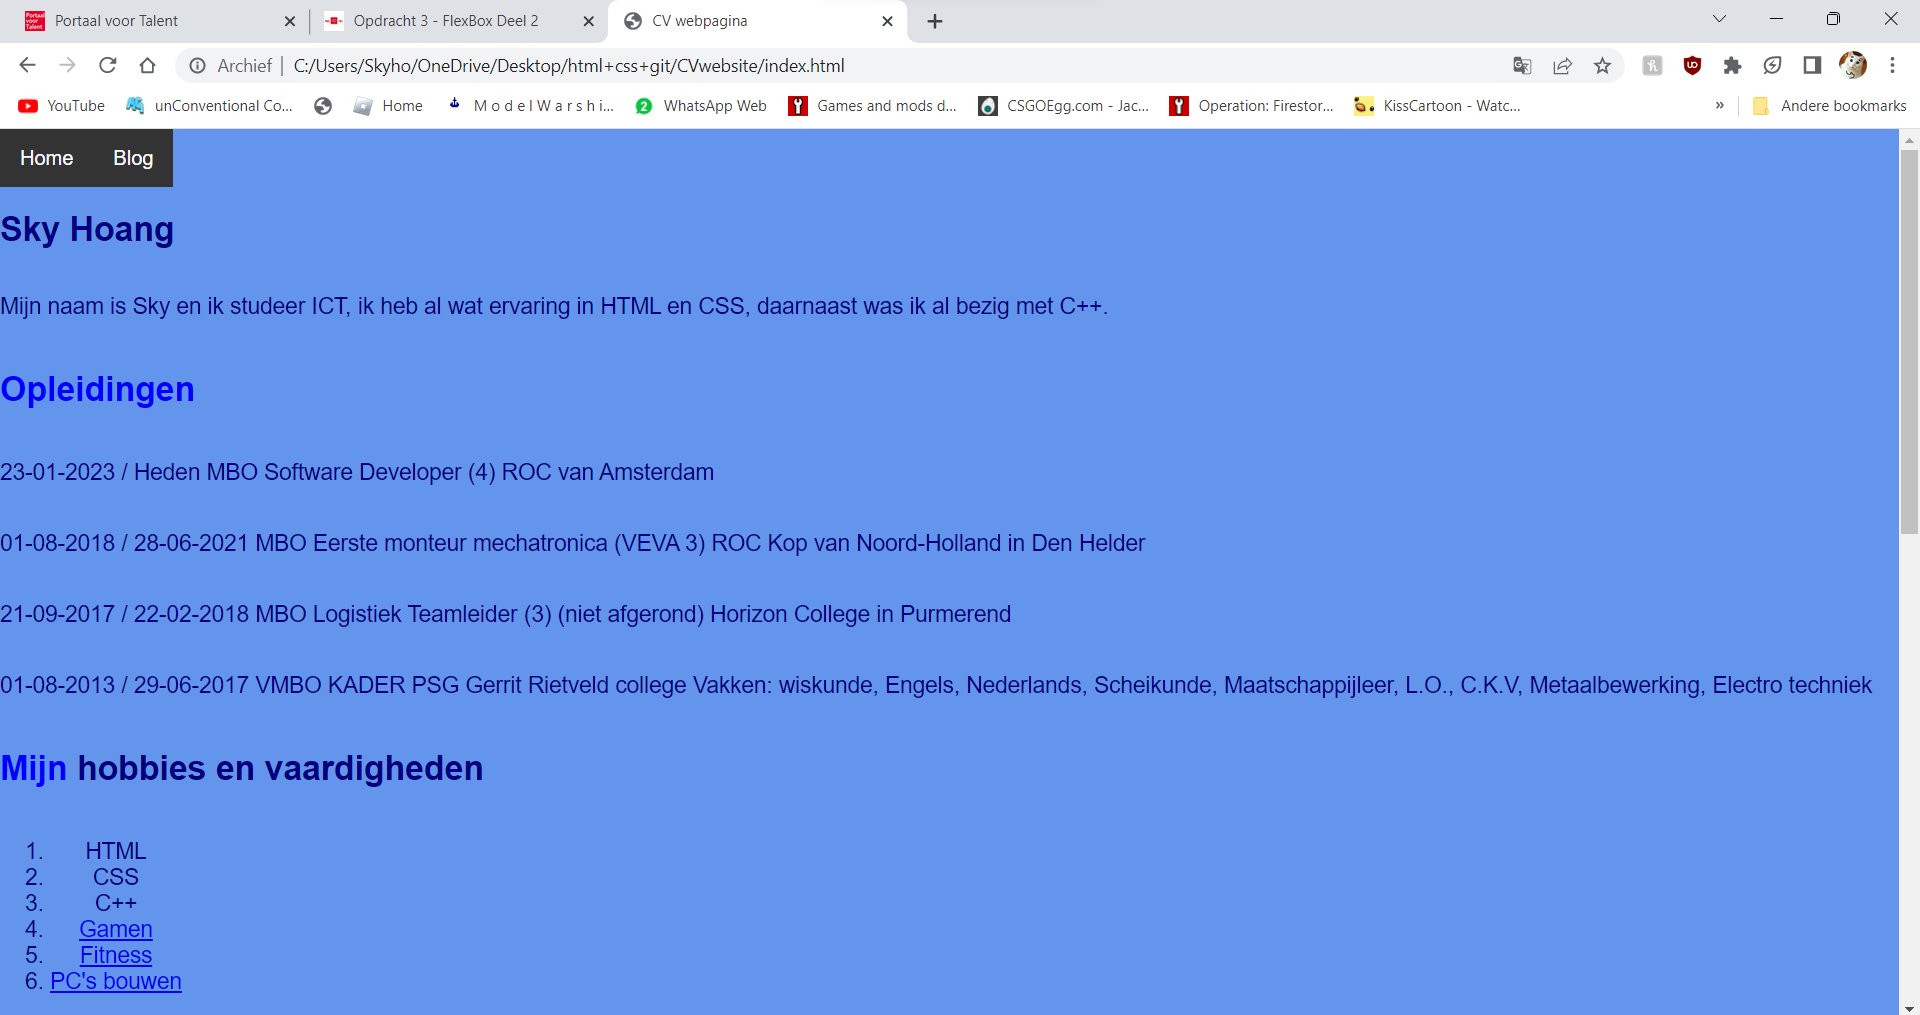 Portaal voor Talent
Opdracht 3 - FlexBox Deel 2
CV webpagina
Archief | C:/Users/Skyho/OneDrive/Desktop/html+css+git/CVwebsite/index.html
YouTube
unConventional Co...
Home
M o d e l W a r s h i...
2 WhatsApp Web
Games and mods d...
CSGOEgg.com - Jac...
Operation: Firestor...
KissCartoon - Watc...
»
Andere bookmarks
Home Blog
Sky Hoang
Mijn naam is Sky en ik studeer ICT, ik heb al wat ervaring in HTML en CSS, daarnaast was ik al bezig met C++.
Opleidingen
23-01-2023 / Heden MBO Software Developer (4) ROC van Amsterdam
01-08-2018 / 28-06-2021 MBO Eerste monteur mechatronica (VEVA 3) ROC Kop van Noord-Holland in Den Helder
21-09-2017 / 22-02-2018 MBO Logistiek Teamleider (3) (niet afgerond) Horizon College in Purmerend
01-08-2013 / 29-06-2017 VMBO KADER PSG Gerrit Rietveld college Vakken: wiskunde, Engels, Nederlands, Scheikunde, Maatschappijleer, L.O., C.K.V, Metaalbewerking, Electro techniek
Mijn hobbies en vaardigheden
1. HTML
2. CSS
3. C++
4. Gamen
5. Fitness
6. PC's bouwen